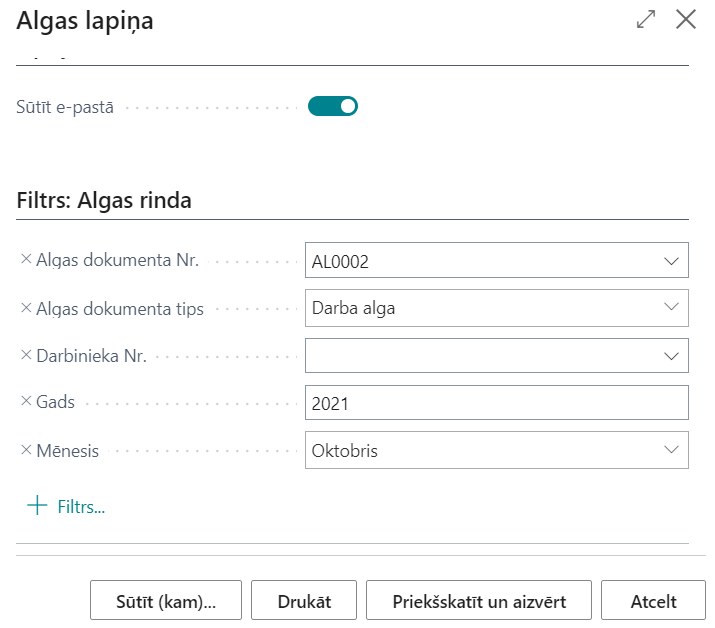 Algas lapiņa
Sūtīt e-pastā
Filtrs: Algas rinda
Algas dokumenta Nr. AL0002
Algas dokumenta tips Darba alga
Darbinieka Nr.
Gads 2021
Mēnesis Oktobris
Filtrs...
Sūtīt (kam)... Drukāt Priekšskatīt un aizvērt Atcelt